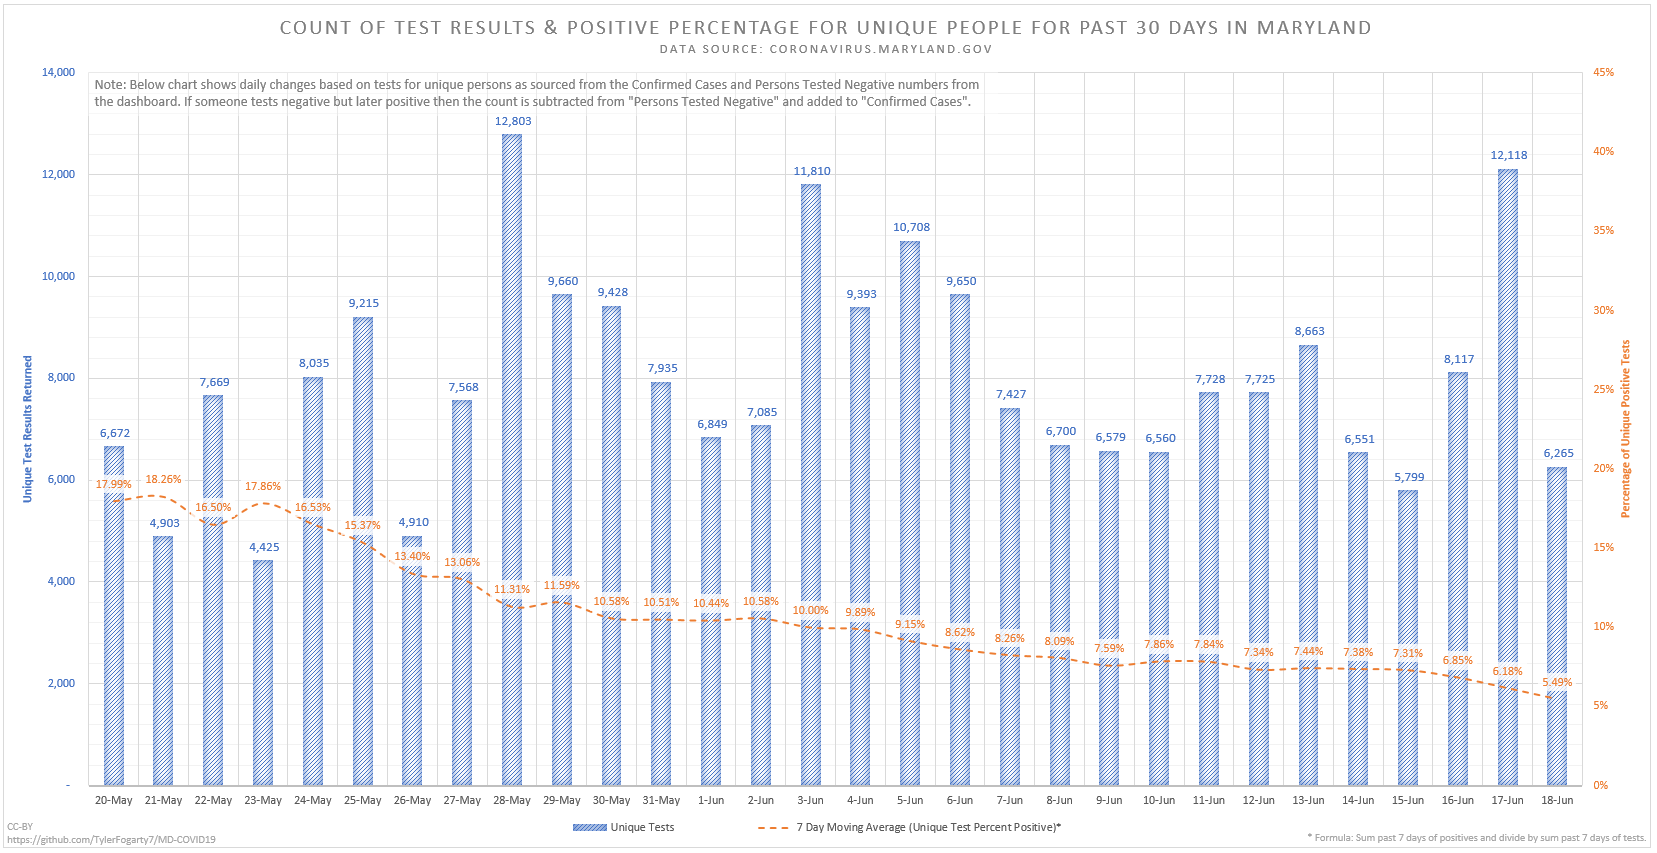 COUNT OF TEST RESULTS & POSITIVE PERCENTAGE FOR UNIQUE PEOPLE FOR PAST 30 DAYS IN MARYLAND
DATA SOURCE: CORONAVIRUS.MARYLAND.GOV
Note: Below chart shows daily changes based on tests for unique persons as sourced from the Confirmed Cases and Persons Tested Negative numbers from
the dashboard. If someone tests negative but later positive then the count is subtracted from "Persons Tested Negative" and added to "Confirmed Cases".
Unique Test Results Returned
14,000
12,000
10,000
8,000
6,000
4,000
2,000
-
6,672
4,903
7,669
4,425
8,035
9,215
4,910
7,568
12,803
9,660
9,428
7,935
6,849
7,085
11,810
9,393
10,708
9,650
7,427
6,700
6,579
6,560
7,728
7,725
8,663
6,551
5,799
8,117
12,118
6,265
17.99%
18.26%
16.50%
17.86%
16.53%
15.37%
13.40%
13.06%
11.31%
11.59%
10.58%
10.51%
10.44%
10.58%
10.00%
9.89%
9.15%
8.62%
8.26%
8.09%
7.59%
7.86%
7.84%
7.34%
7.44%
7.38%
7.31%
6.85%
6.18%
5.49%
45%
40%
35%
30%
25%
20%
15%
10%
5%
0%
Percentage of Unique Positive Tests
20-May
21-May
22-May
23-May
24-May
25-May
26-May
27-May
28-May
29-May
30-May
31-May
1-Jun
2-Jun
3-Jun
4-Jun
5-Jun
6-Jun
7-Jun
8-Jun
9-Jun
10-Jun
11-Jun
12-Jun
13-Jun
14-Jun
15-Jun
16-Jun
17-Jun
18-Jun
Unique Tests
7 Day Moving Average (Unique Test Percent Positive)*
CC-BY
https://github.com/TylerFogarty7/MD-COVID19
* Formula: Sum past 7 days of positives and divide by sum past 7 days of tests.